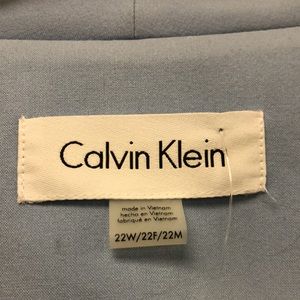 Calvin Klein
made in Vietnam
hecho en Vietnam
fabriqué en Vietnam
22W/22F/22M